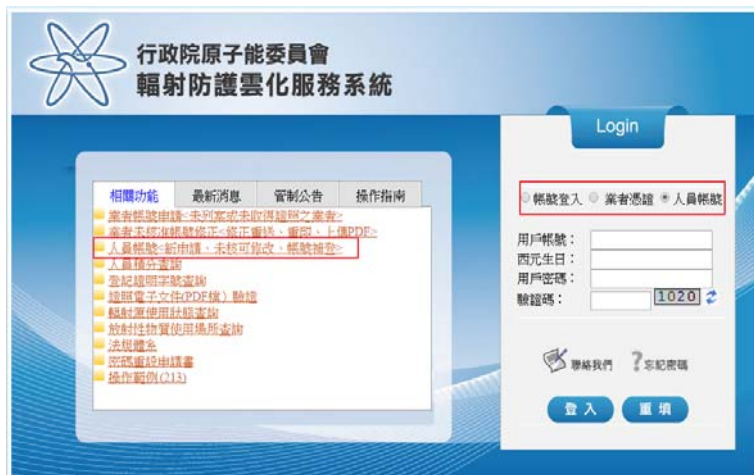 行政院原子能委員會
輻射防護雲化服務系統
Login
相關功能 最新消息 管制公告 操作指南
業者帳號申請<未列案或未取得證照之業者>
業者未核准帳號修正<修正重送、重印、上傳PDF>
人員帳號<新申請、未核可修改、帳號補登>
人員積分查詢
登記證明字號查詢
證照電子文件(PDF檔) 驗證
輻射源使用狀態查詢
放射性物質使用場所查詢
法規體系
密碼重設申請書
操作範例(213)
帳號登入 業者憑證 人員帳號
用戶帳號：
西元生日：
用戶密碼：
驗證碼： 1020
聯絡我們 忘記密碼
登入 重填